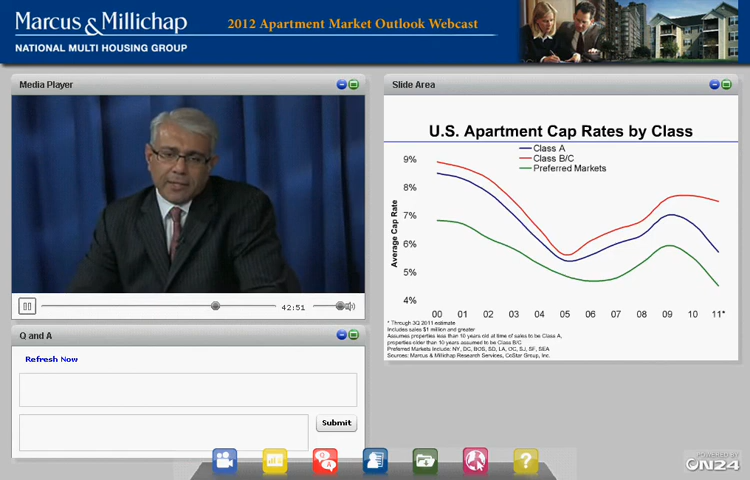 Marcus & Millichap
NATIONAL MULTI HOUSING GROUP
2012 Apartment Market Outlook Webcast
Media Player
42:51
Q and A
Refresh Now
Submit
Slide Area
U.S. Apartment Cap Rates by Class
Class A
Class B/C
Preferred Markets
Average Cap Rate
9%
8%
7%
6%
5%
4%
00 01 02 03 04 05 06 07 08 09 10 11*
* Through 3Q 2011 estimate
Includes sales $1 million and greater
Assumes properties less than 10 years old at time of sales to be Class A,
properties older than 10 years assumed to be Class B/C
Preferred Markets include: NY, DC, BOS, SD, LA, OC, SJ, SF, SEA
Sources: Marcus & Millichap Research Services, CoStar Group, Inc.
Q
A
?
POWERED BY
ON24